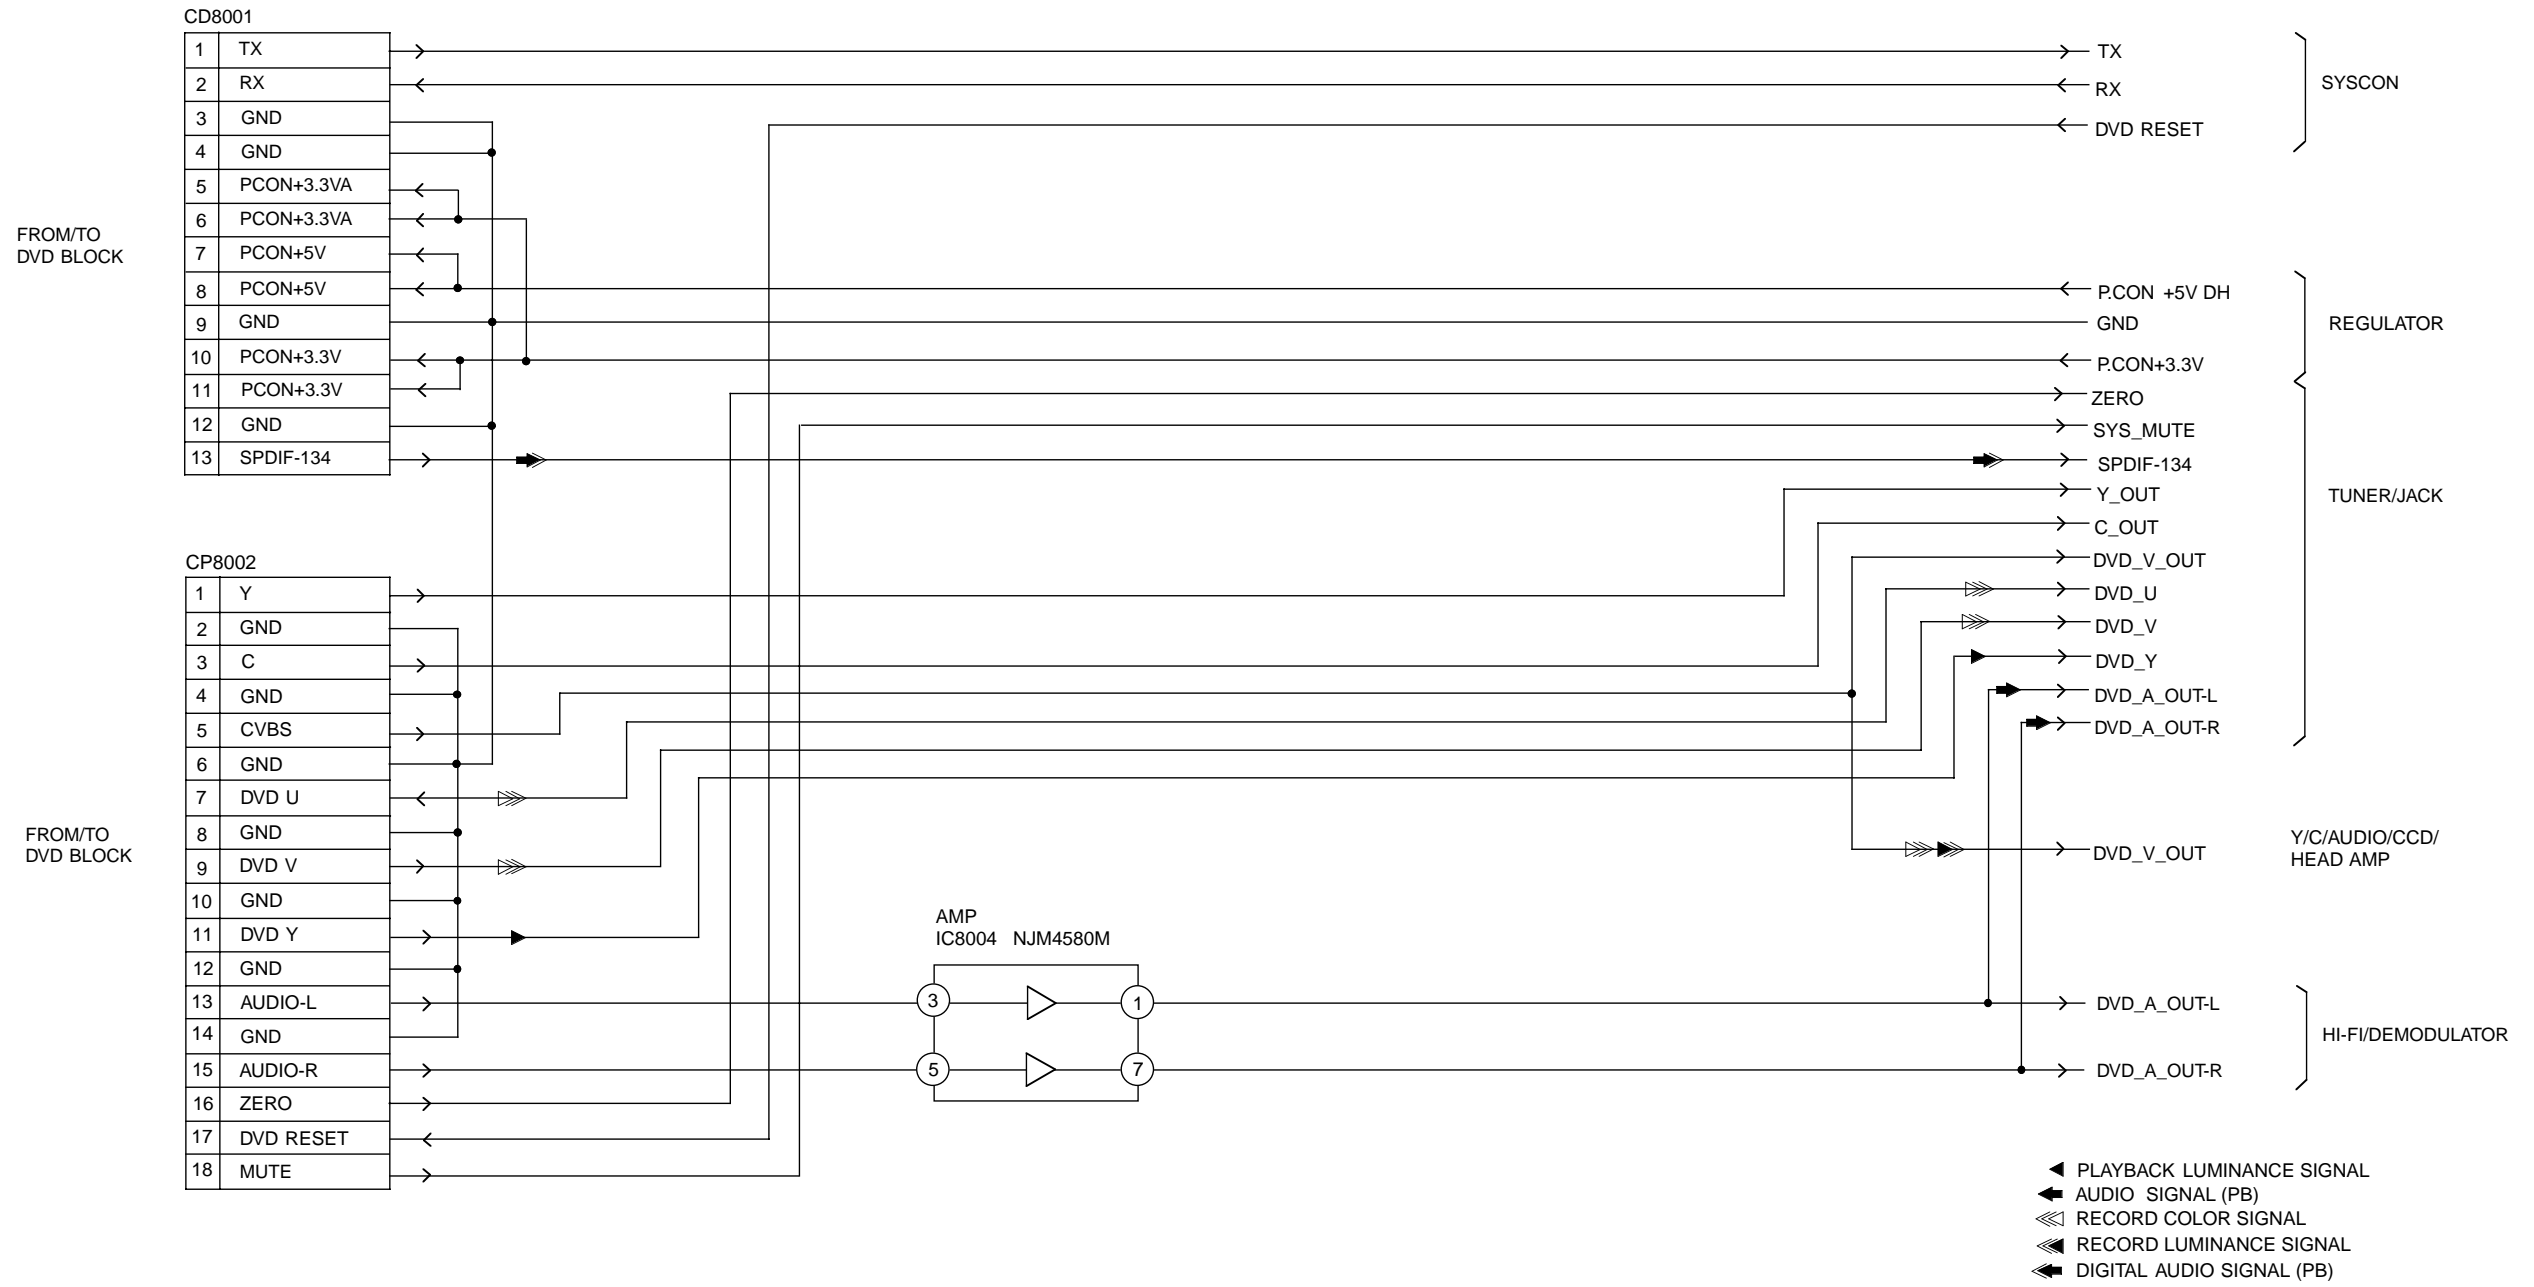 CD8001
1 TX
2 RX
3 GND
4 GND
5 PCON+3.3VA
6 PCON+3.3VA
7 PCON+5V
8 PCON+5V
9 GND
10 PCON+3.3V
11 PCON+3.3V
12 GND
13 SPDIF-134
FROM/TO
DVD BLOCK
CP8002
1 Y
2 GND
3 C
4 GND
5 CVBS
6 GND
7 DVD U
8 GND
9 DVD V
10 GND
11 DVD Y
12 GND
13 AUDIO-L
14 GND
15 AUDIO-R
16 ZERO
17 DVD RESET
18 MUTE
FROM/TO
DVD BLOCK
AMP
IC8004 NJM4580M
3
1
5
7
TX
RX
DVD RESET
SYSCON
P.CON +5V DH
GND
P.CON+3.3V
REGULATOR
ZERO
SYS_MUTE
SPDIF-134
Y_OUT
C_OUT
DVD_V_OUT
DVD_U
DVD_V
DVD_Y
DVD_A_OUT-L
DVD_A_OUT-R
TUNER/JACK
DVD_V_OUT
Y/C/AUDIO/CCD/
HEAD AMP
DVD_A_OUT-L
DVD_A_OUT-R
HI-FI/DEMODULATOR
PLAYBACK LUMINANCE SIGNAL
AUDIO SIGNAL (PB)
RECORD COLOR SIGNAL
RECORD LUMINANCE SIGNAL
DIGITAL AUDIO SIGNAL (PB)